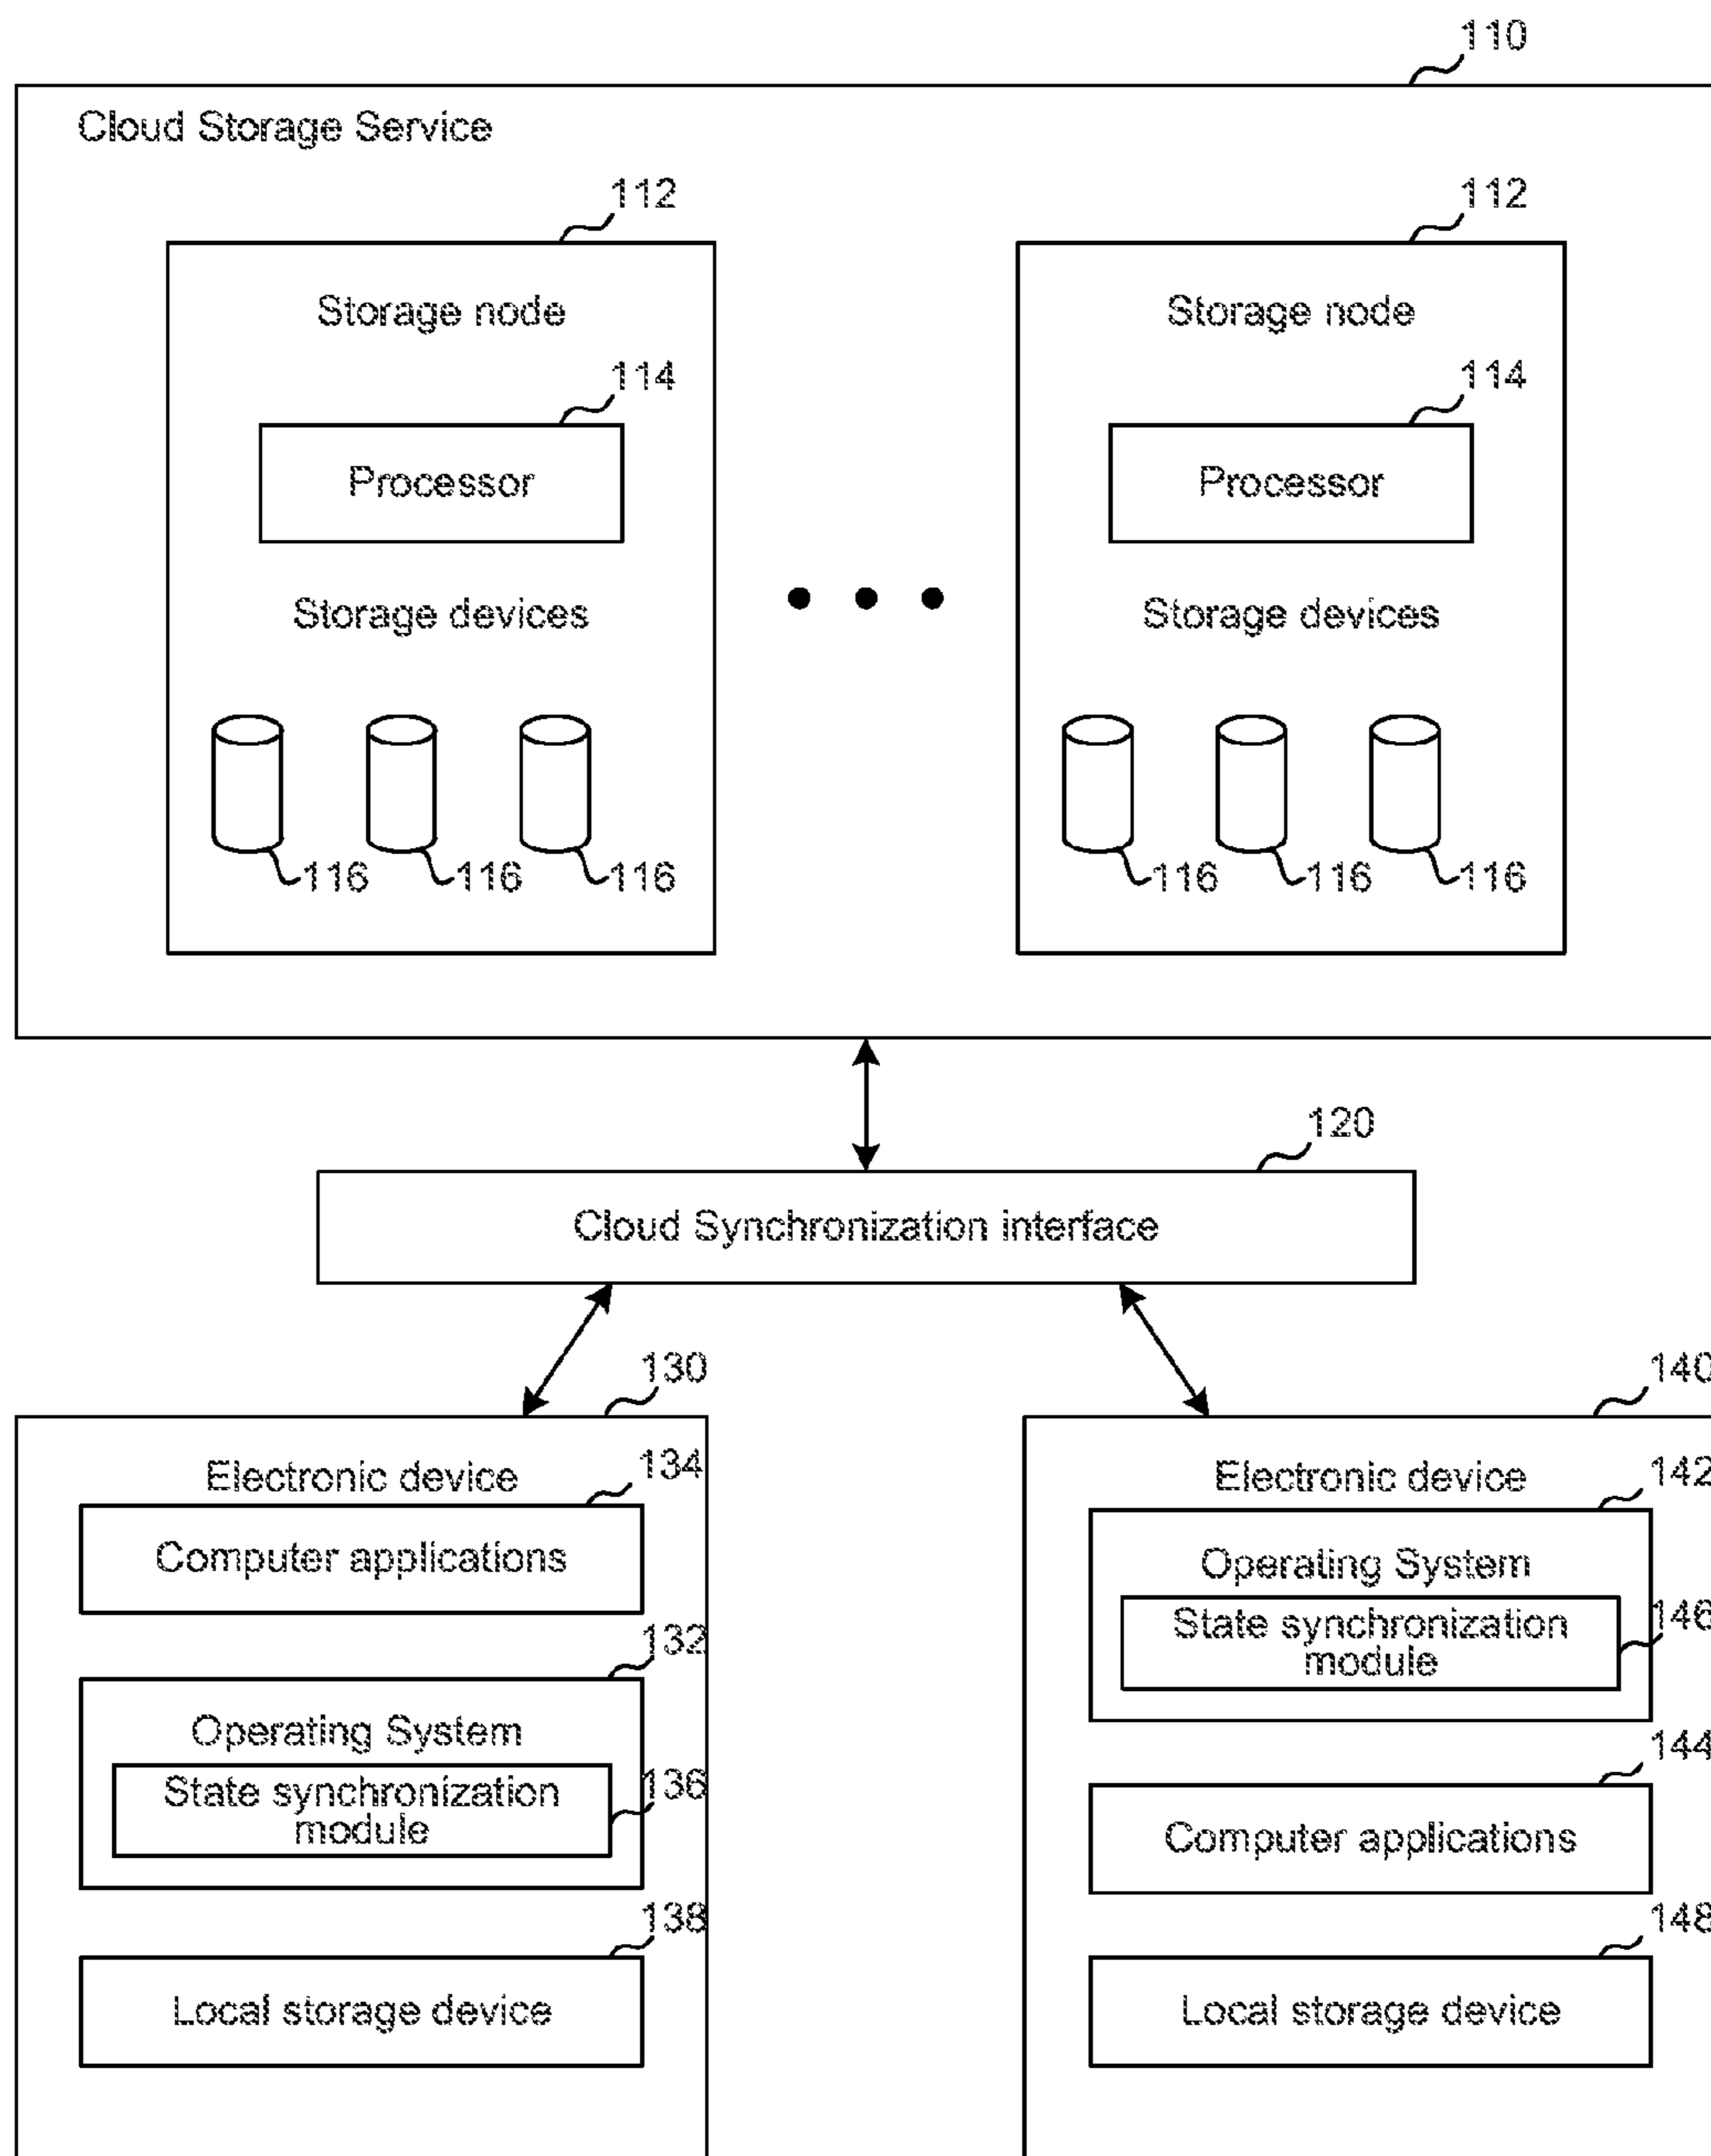 110
Cloud Storage Service
112
112
Storage node
Storage node
114
114
Processor
Processor
Storage devices
Storage devices
116
116
116
116
116
116
120
Cloud Synchronization interface
130
140
Electronic device
134
Computer applications
132
Operating System
State synchronization
module
136
138
Local storage device
Electronic device
142
Operating System
State synchronization
module
146
144
Computer applications
148
Local storage device